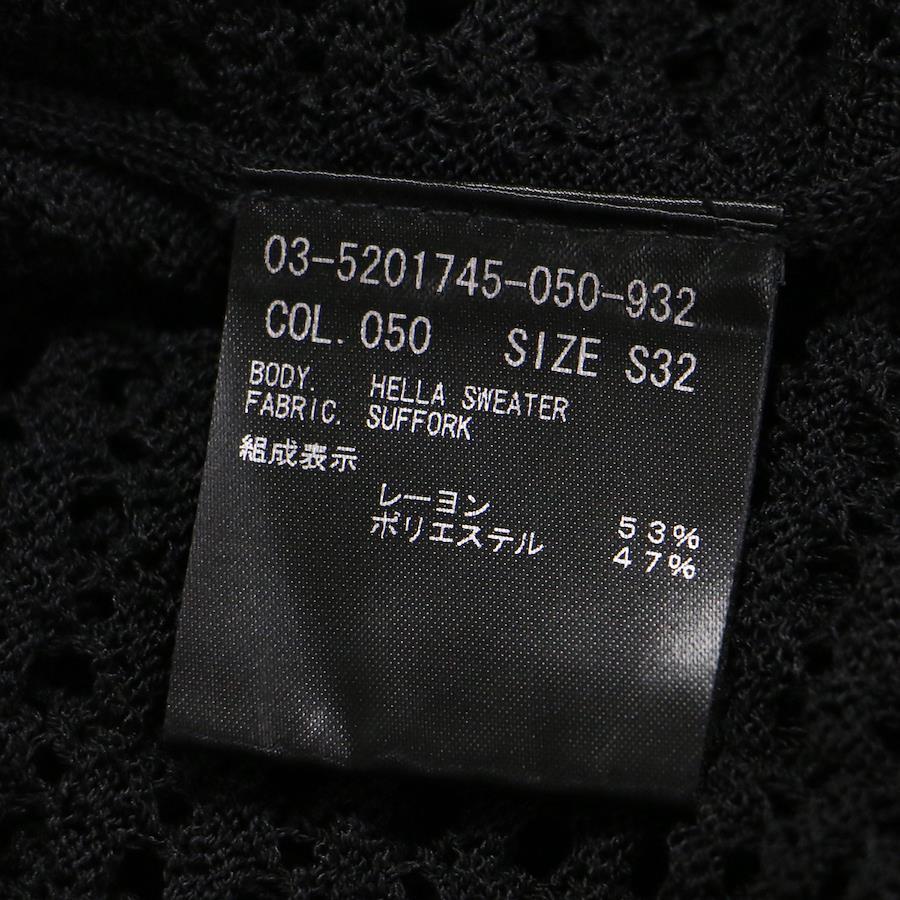 03-5201745-050-932
COL. 050 SIZE S32
BODY. HELLA SWEATER
FABRIC. SUFFORK
組成表示
レーヨン 53%
ポリエステル 47%